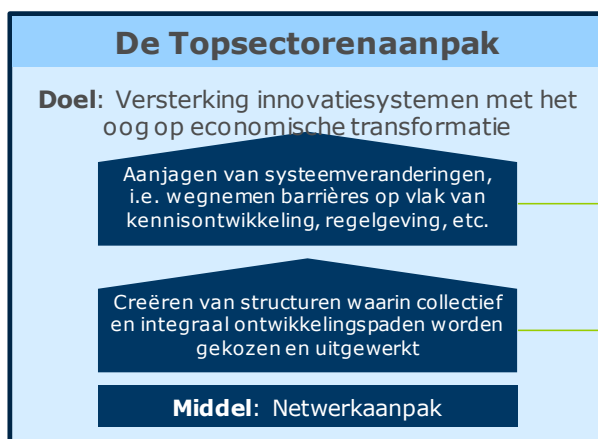 De Topsectorenaanpak
Doel: Versterking innovatiesystemen met het
oog op economische transformatie
Aanjagen van systeemveranderingen,
i.e. wegnemen barrières op vlak van
kennisontwikkeling, regelgeving, etc.
Creëren van structuren waarin collectief
en integraal ontwikkelingspaden worden
gekozen en uitgewerkt
Middel: Netwerkaanpak